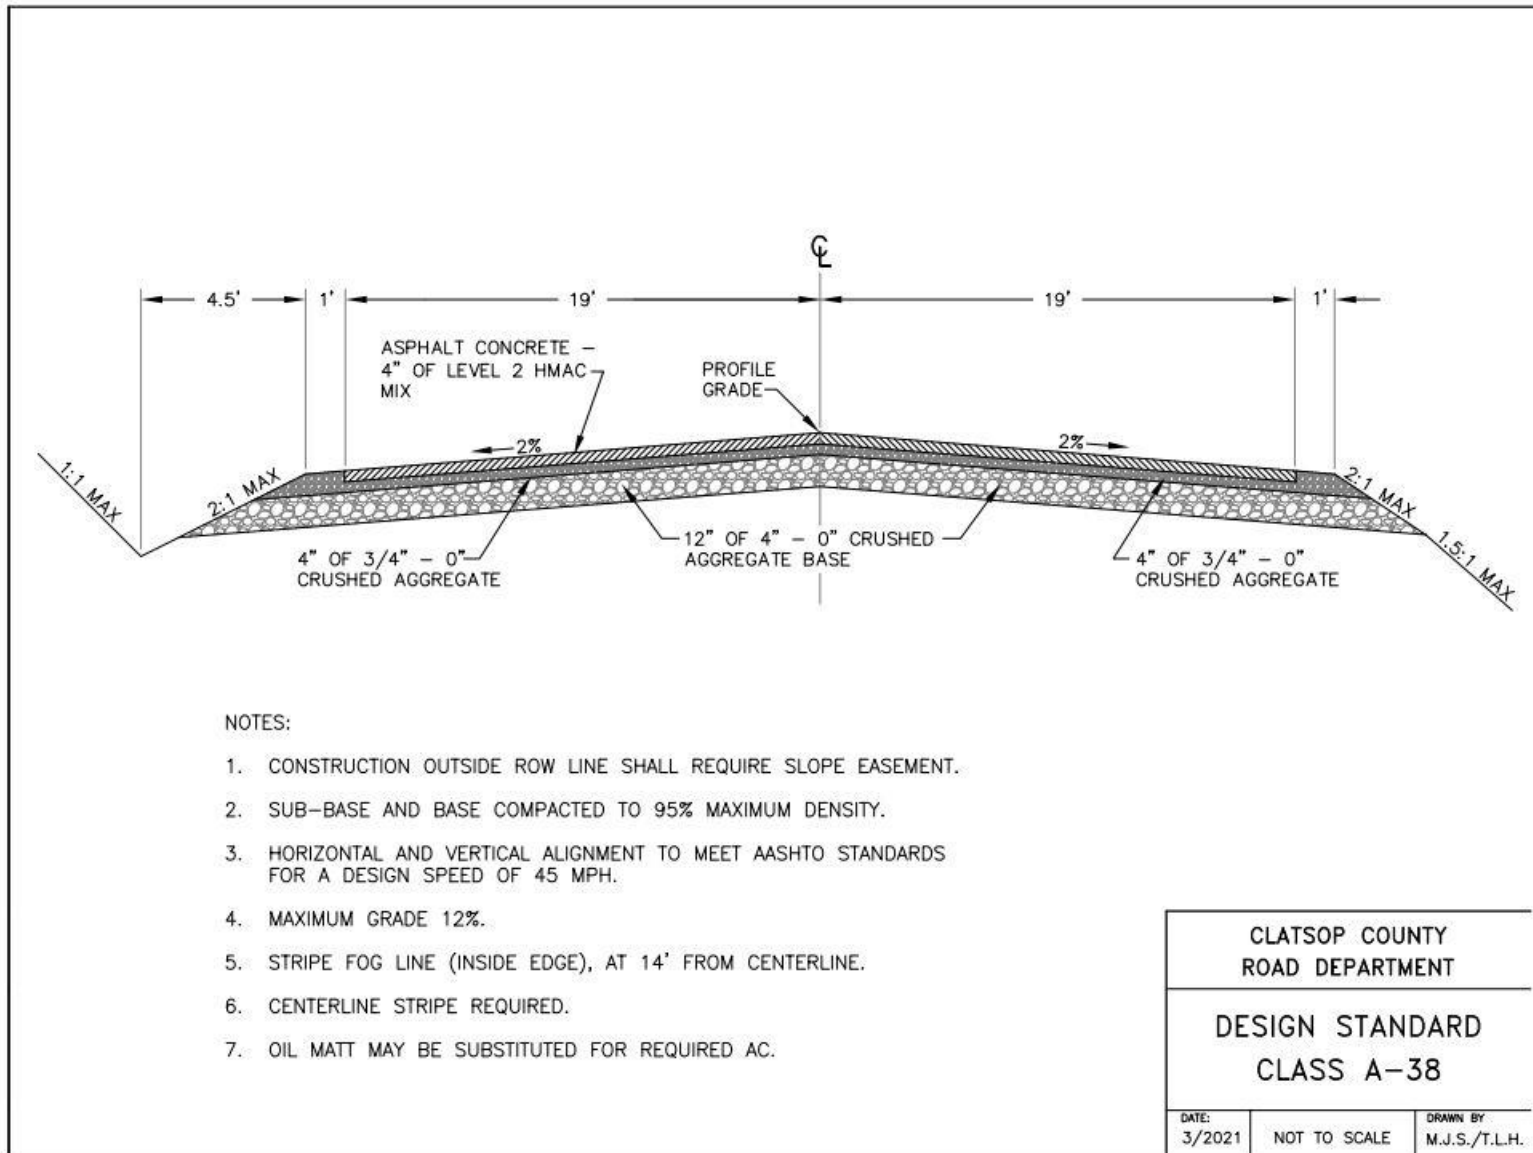 ℄
4.5'
1'
19'
19'
1'
ASPHALT CONCRETE –
4" OF LEVEL 2 HMAC
MIX
PROFILE
GRADE
2%
2%
1:1 MAX
2:1 MAX
2:1 MAX
1.5:1 MAX
4" OF 3/4" – 0"
CRUSHED AGGREGATE
12" OF 4" – 0" CRUSHED
AGGREGATE BASE
4" OF 3/4" – 0"
CRUSHED AGGREGATE
NOTES:
1. CONSTRUCTION OUTSIDE ROW LINE SHALL REQUIRE SLOPE EASEMENT.
2. SUB–BASE AND BASE COMPACTED TO 95% MAXIMUM DENSITY.
3. HORIZONTAL AND VERTICAL ALIGNMENT TO MEET AASHTO STANDARDS
FOR A DESIGN SPEED OF 45 MPH.
4. MAXIMUM GRADE 12%.
5. STRIPE FOG LINE (INSIDE EDGE), AT 14' FROM CENTERLINE.
6. CENTERLINE STRIPE REQUIRED.
7. OIL MATT MAY BE SUBSTITUTED FOR REQUIRED AC.
CLATSOP COUNTY
ROAD DEPARTMENT
DESIGN STANDARD
CLASS A–38
DATE:
3/2021
NOT TO SCALE
DRAWN BY
M.J.S./T.L.H.